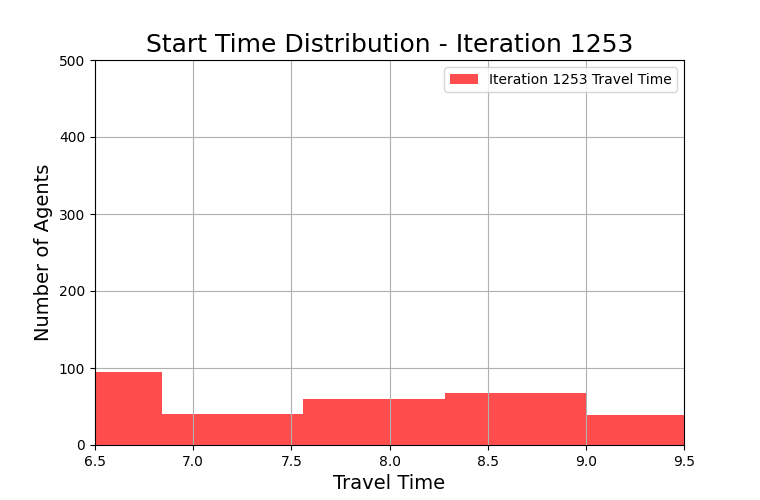 Start Time Distribution - Iteration 1253
Iteration 1253 Travel Time
Number of Agents
500
400
300
200
100
0
6.5 7.0 7.5 8.0 8.5 9.0 9.5
Travel Time